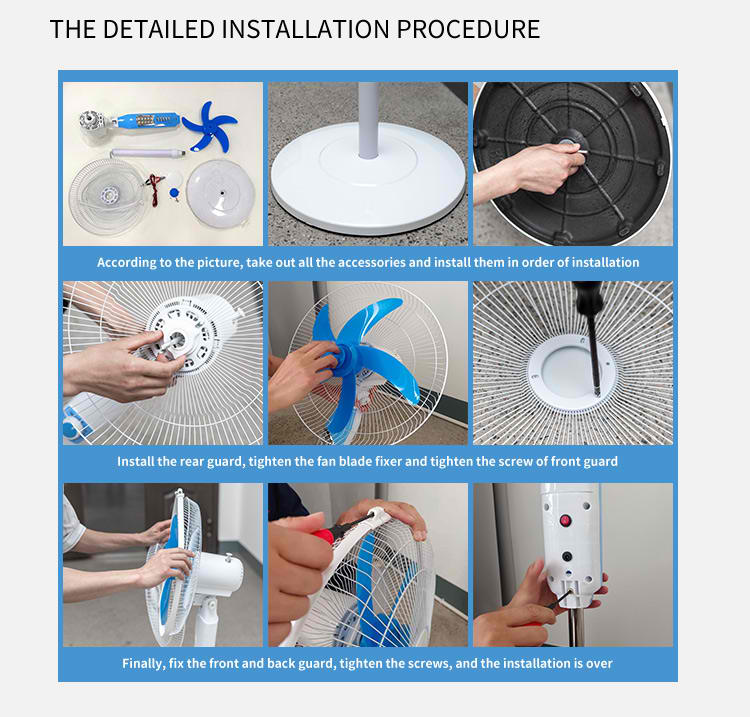 THE DETAILED INSTALLATION PROCEDURE
According to the picture, take out all the accessories and install them in order of installation
Install the rear guard, tighten the fan blade fixer and tighten the screw of front guard
Finally, fix the front and back guard, tighten the screws, and the installation is over